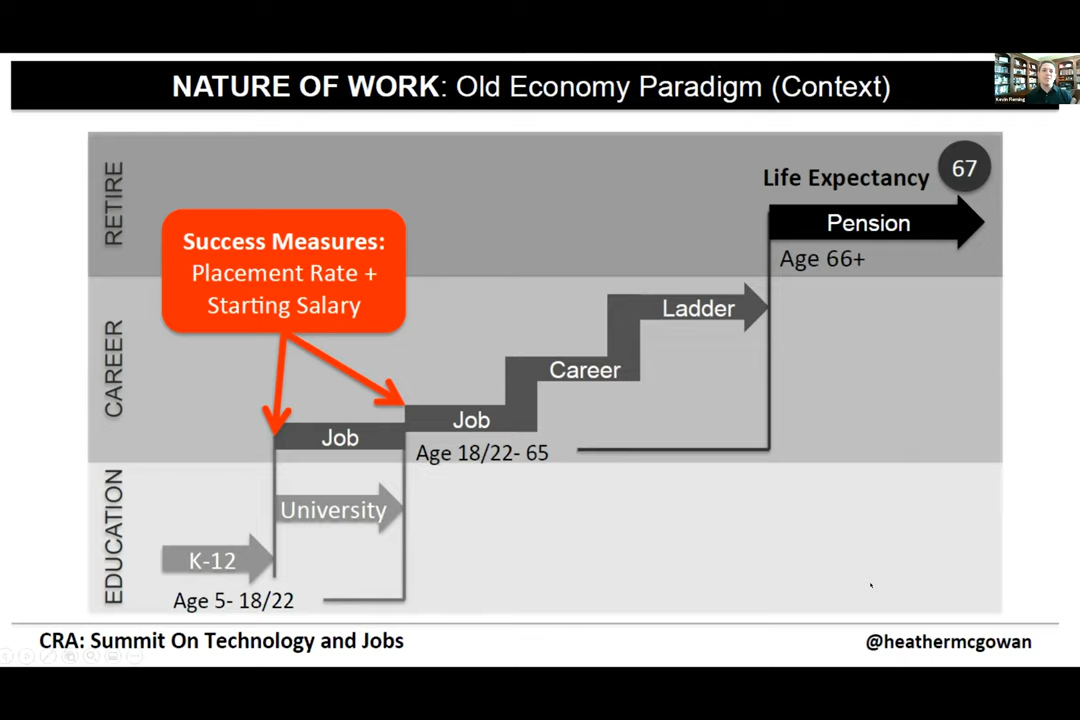 NATURE OF WORK: Old Economy Paradigm (Context)
Kevin Fleming
RETIRE
Life Expectancy
67
Pension
Age 66+
Success Measures:
Placement Rate +
Starting Salary
CAREER
Ladder
Career
Job
Job
Age 18/22- 65
EDUCATION
University
K-12
Age 5- 18/22
CRA: Summit On Technology and Jobs
@heathermcgowan